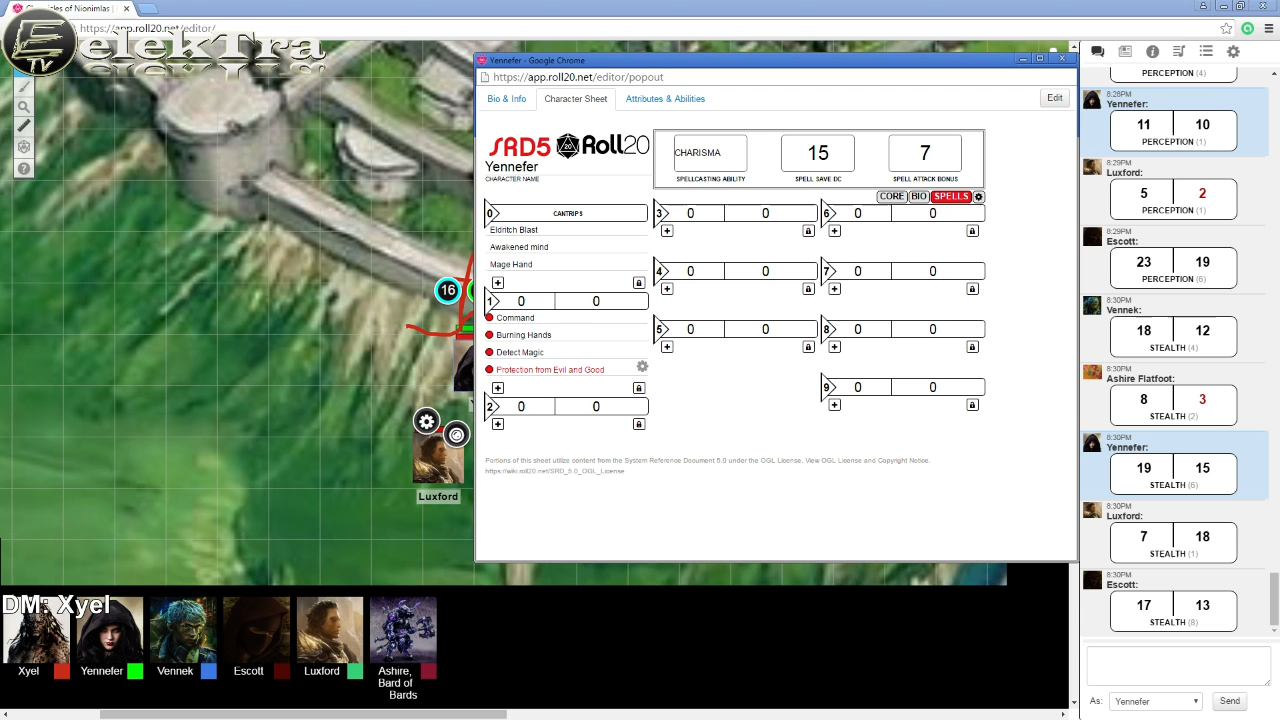 Chronicles of Nionimlas |
https://app.roll20.net/editor/
ElekTra
TV
Yennefer - Google Chrome
https://app.roll20.net/editor/popout
Bio & Info
Character Sheet
Attributes & Abilities
Edit
SRD5 Roll20
Yennefer
CHARACTER NAME
CHARISMA
15
7
SPELLCASTING ABILITY
SPELL SAVE DC
SPELL ATTACK BONUS
CORE
BIO
SPELLS
0 CANTRIPS
Eldritch Blast
Awakened mind
Mage Hand
1 0 0
Command
Burning Hands
Detect Magic
Protection from Evil and Good
2 0 0
3 0 0
4 0 0
5 0 0
6 0 0
7 0 0
8 0 0
9 0 0
Portions of this sheet utilize content from the System Reference Document 5.0 under the OGL License. View OGL License and Copyright Notice.
https://wiki.roll20.net/SRD_5.0_OGL_License
16
Luxford
DM: Xyel
Xyel
Yennefer
Vennek
Escott
Luxford
Ashire,
Bard of
Bards
PERCEPTION (4)
8:28PM
Yennefer:
11 10
PERCEPTION (1)
8:29PM
Luxford:
5 2
PERCEPTION (1)
8:29PM
Escott:
23 19
PERCEPTION (6)
8:30PM
Vennek:
18 12
STEALTH (4)
8:30PM
Ashire Flatfoot:
8 3
STEALTH (2)
8:30PM
Yennefer:
19 15
STEALTH (6)
8:30PM
Luxford:
7 18
STEALTH (1)
8:30PM
Escott:
17 13
STEALTH (8)
As:
Yennefer
Send